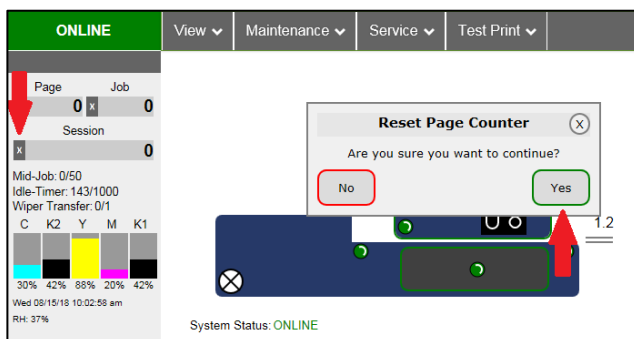 ONLINE View Maintenance Service Test Print
Page Job
0 x 0
Session
x 0
Mid-Job: 0/50
Idle-Timer: 143/1000
Wiper Transfer: 0/1
C K2 Y M K1
30% 42% 88% 20% 42%
Wed 08/15/18 10:02:58 am
RH: 37%
Reset Page Counter X
Are you sure you want to continue?
No Yes
1.2
System Status: ONLINE